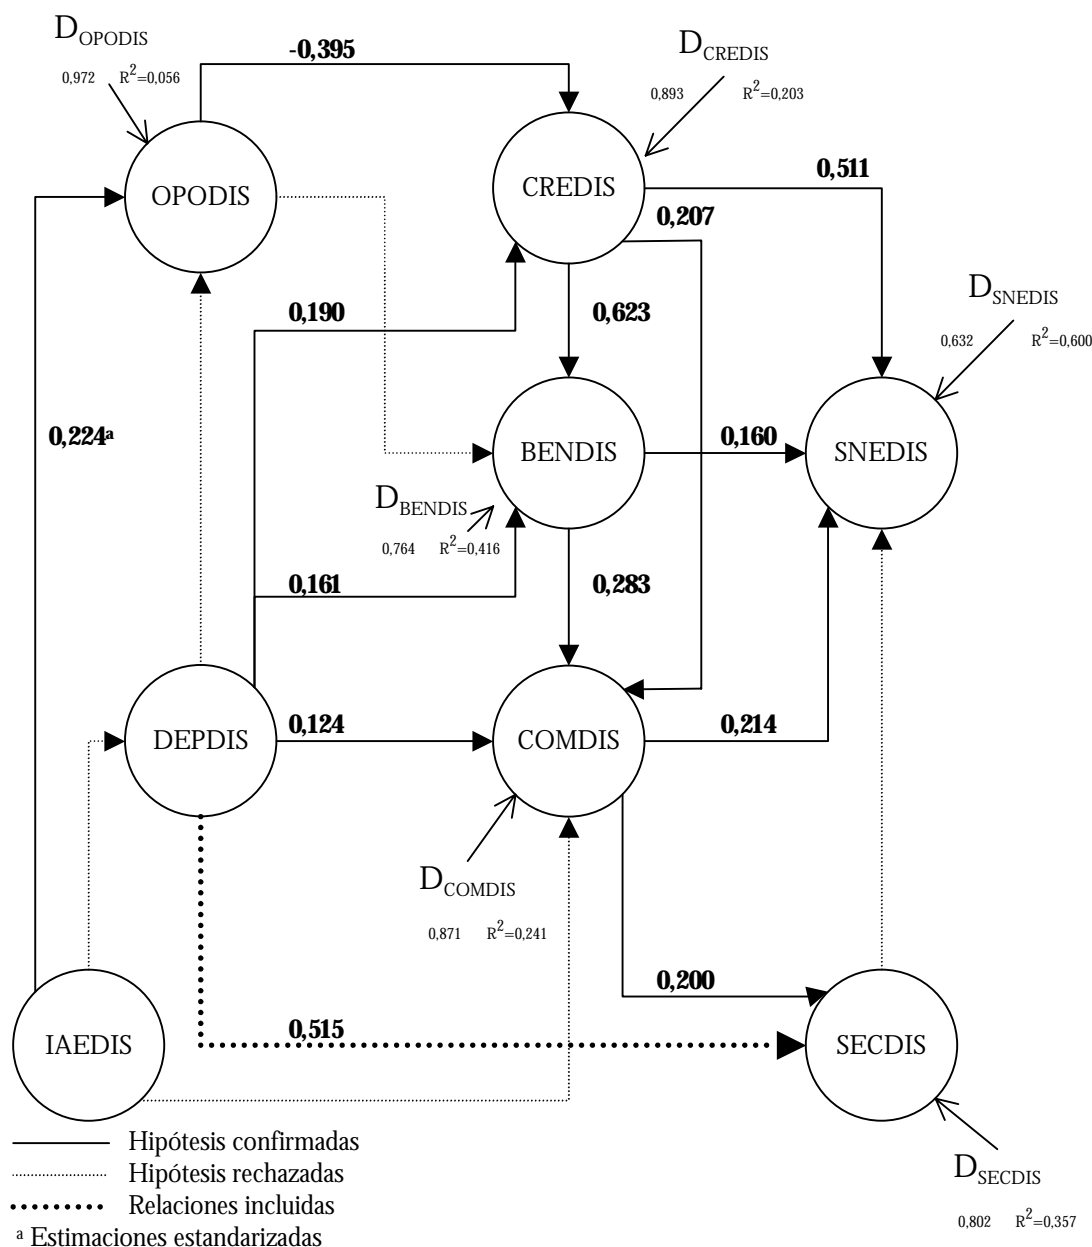 D_OPODIS
0,972 R²=0,056
-0,395
D_CREDIS
0,893 R²=0,203
OPODIS
CREDIS
0,511
0,207
D_SNEDIS
0,632 R²=0,600
0,190
0,623
0,224ᵃ
BENDIS
0,160
SNEDIS
D_BENDIS
0,764 R²=0,416
0,161
0,283
DEPDIS
0,124
COMDIS
0,214
D_COMDIS
0,871 R²=0,241
0,200
IAEDIS
0,515
SECDIS
Hipótesis confirmadas
Hipótesis rechazadas
Relaciones incluidas
ᵃ Estimaciones estandarizadas
D_SECDIS
0,802 R²=0,357